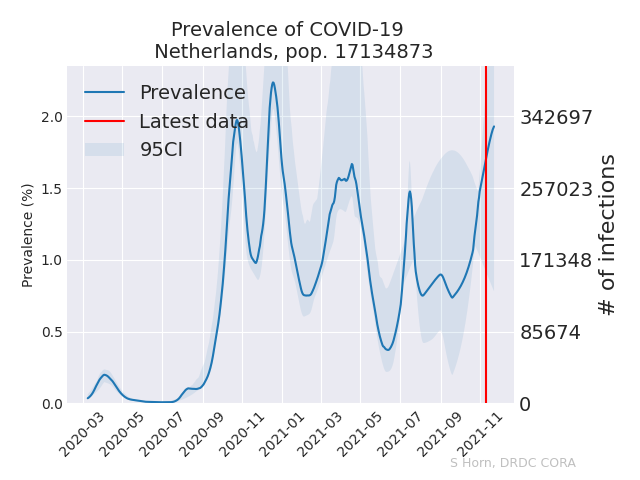 Prevalence of COVID-19
Netherlands, pop. 17134873
Prevalence
Latest data
95CI
Prevalence (%)
2.0
1.5
1.0
0.5
0.0
342697
257023
171348
85674
0
# of infections
2020-03
2020-05
2020-07
2020-09
2020-11
2021-01
2021-03
2021-05
2021-07
2021-09
2021-11
S Horn, DRDC CORA